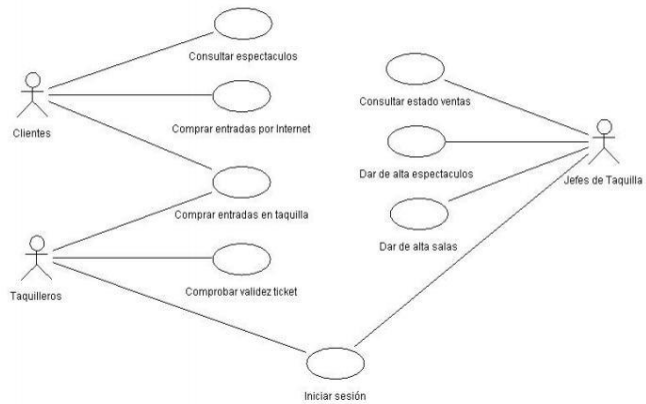 Consultar espectaculos
Consultar estado ventas
Clientes
Comprar entradas por Internet
Dar de alta espectaculos
Jefes de Taquilla
Comprar entradas en taquilla
Dar de alta salas
Taquilleros
Comprobar validez ticket
Iniciar sesión